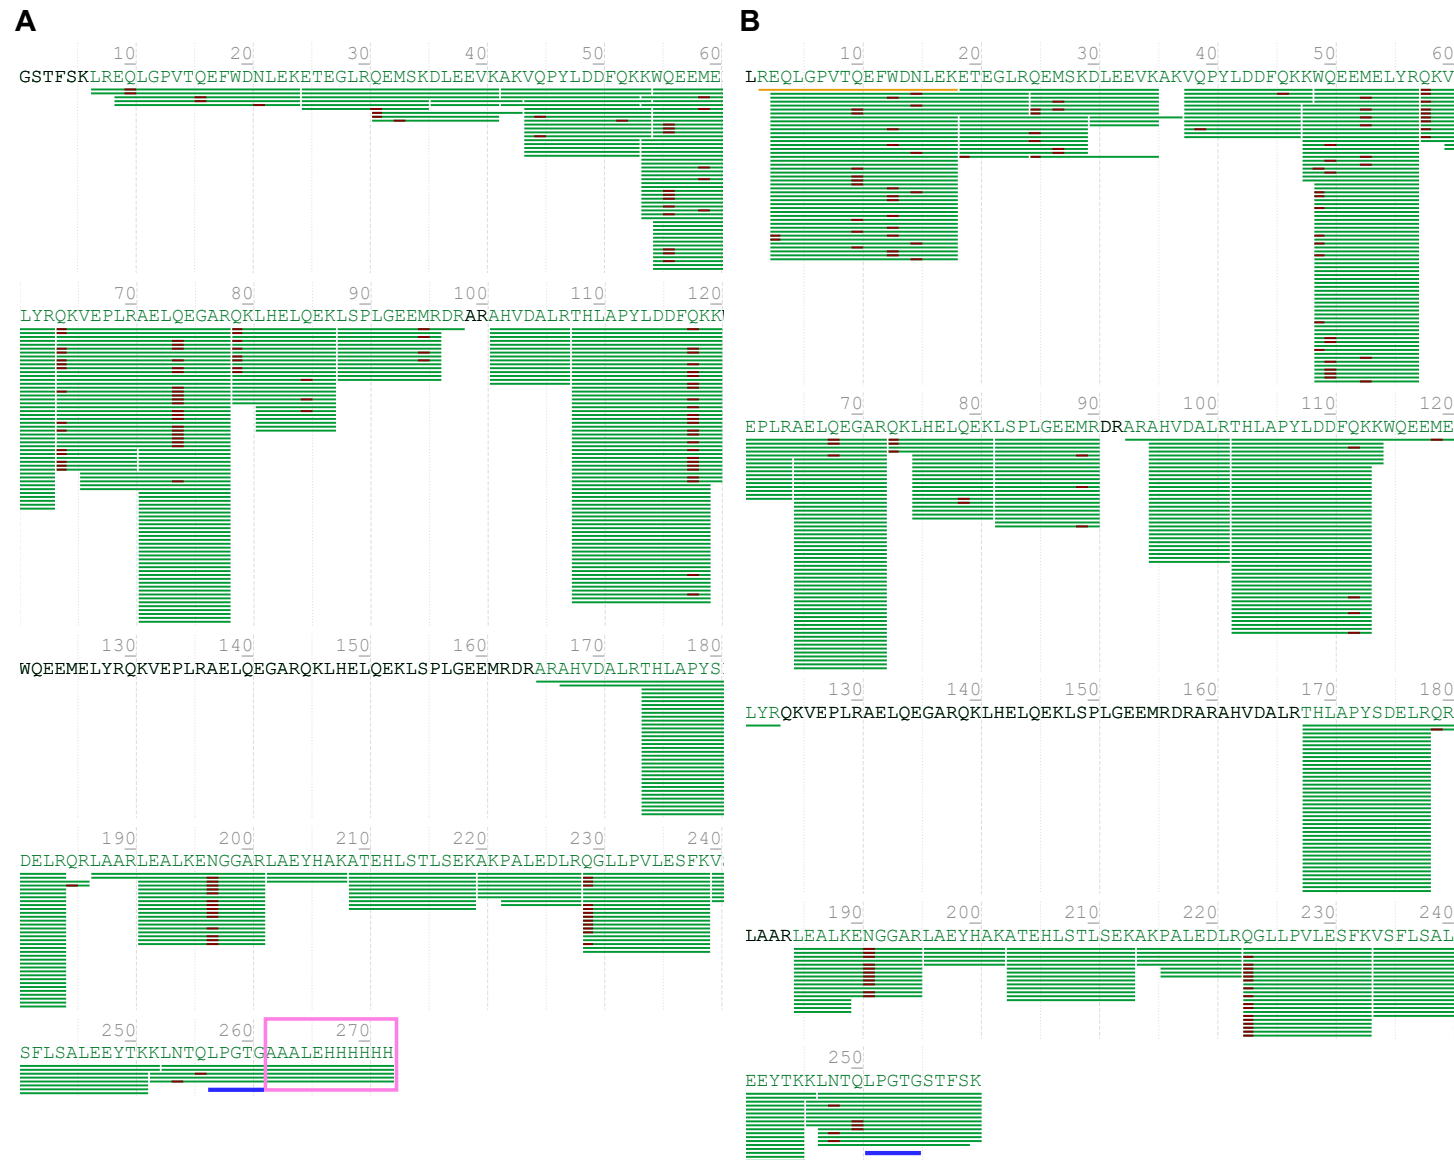 A
10 20 30 40 50 60
GSTFSKLREQLGPVTQEFWDNLEKETEGLRQEMSKDLEEVKAKVQPYLDDFQKKWQEEME
70 80 90 100 110 120
LYRQKVEPLRAELQEGARQKLHELQEKLSPLGEEMRDRARAHVDALRTHLAPYLDDFQKK
130 140 150 160 170 180
WQEEMELYRQKVEPLRAELQEGARQKLHELQEKLSPLGEEMRDRARAHVDALRTHLAPYS
190 200 210 220 230 240
DELRQRLAARLEALKENGGARLAEYHAKATEHLSTLSEKAKPALEDLRQGLLPVLESFKV
250 260 270
SFLSALEEYTKKLNTQLPGTGAAALEHHHHHH
B
10 20 30 40 50 60
LREQLGPVTQEFWDNLEKETEGLRQEMSKDLEEVKAKVQPYLDDFQKKWQEEMELYRQKV
70 80 90 100 110 120
EPLRAELQEGARQKLHELQEKLSPLGEEMRDRARAHVDALRTHLAPYLDDFQKKWQEEME
130 140 150 160 170 180
LYRQKVEPLRAELQEGARQKLHELQEKLSPLGEEMRDRARAHVDALRTHLAPYSDELRQR
190 200 210 220 230 240
LAARLEALKENGGARLAEYHAKATEHLSTLSEKAKPALEDLRQGLLPVLESFKVSFLSAL
250
EEYTKKLNTQLPGTGSTFSK